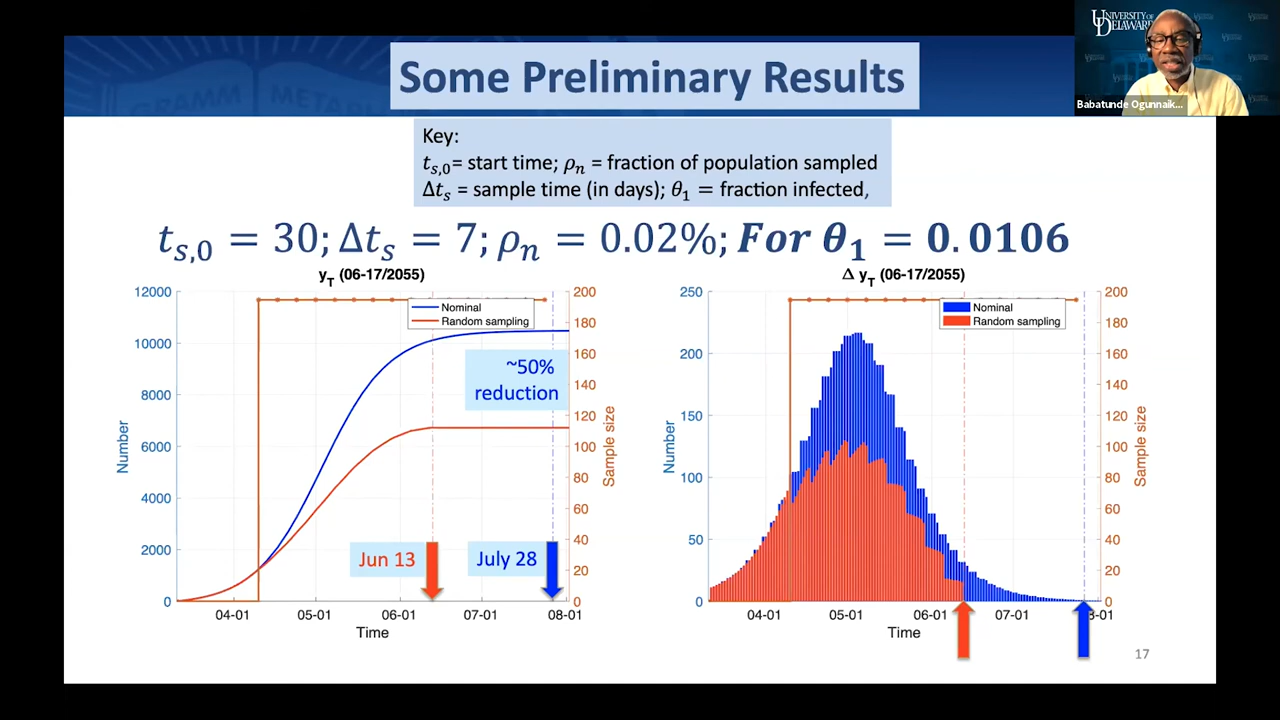 UNIVERSITY OF
DELAWARE
Babatunde Ogunnaik...
GRAMM METAPH
Some Preliminary Results
Key:
t_s,0= start time; ρ_n = fraction of population sampled
Δt_s = sample time (in days); θ_1 = fraction infected,
t_s,0 = 30; Δt_s = 7; ρ_n = 0.02%; For θ_1 = 0.0106
y_T (06-17/2055)
12000
10000
8000
6000
4000
2000
0
Number
200
180
160
140
120
100
80
60
40
20
0
Sample size
Nominal
Random sampling
~50%
reduction
Jun 13
July 28
04-01 05-01 06-01 07-01 08-01
Time
Δ y_T (06-17/2055)
250
200
150
100
50
0
Number
200
180
160
140
120
100
80
60
40
20
0
Sample size
Nominal
Random sampling
04-01 05-01 06-01 07-01 3-01
Time
17